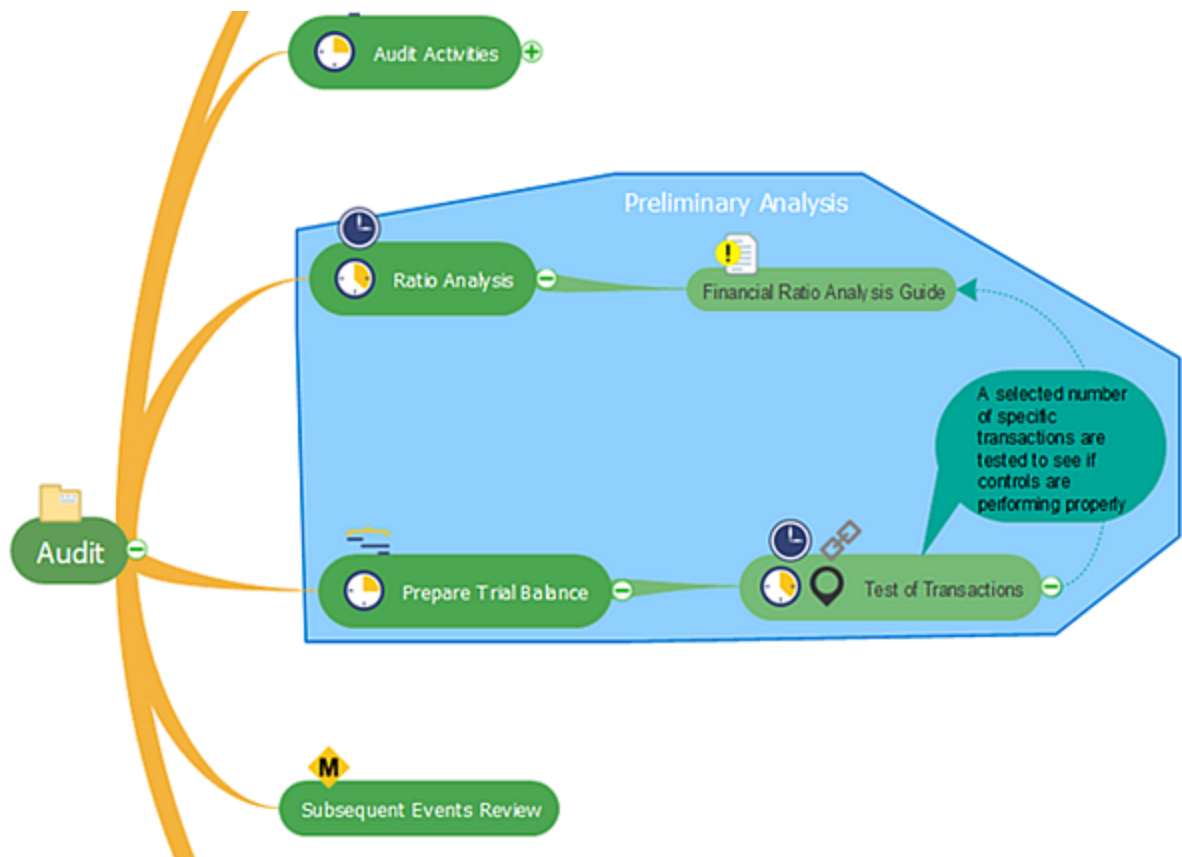 Audit Activities
Preliminary Analysis
Ratio Analysis
!
Financial Ratio Analysis Guide
A selected number
of specific
transactions are
tested to see if
controls are
performing properly
Audit
Prepare Trial Balance
Test of Transactions
M
Subsequent Events Review